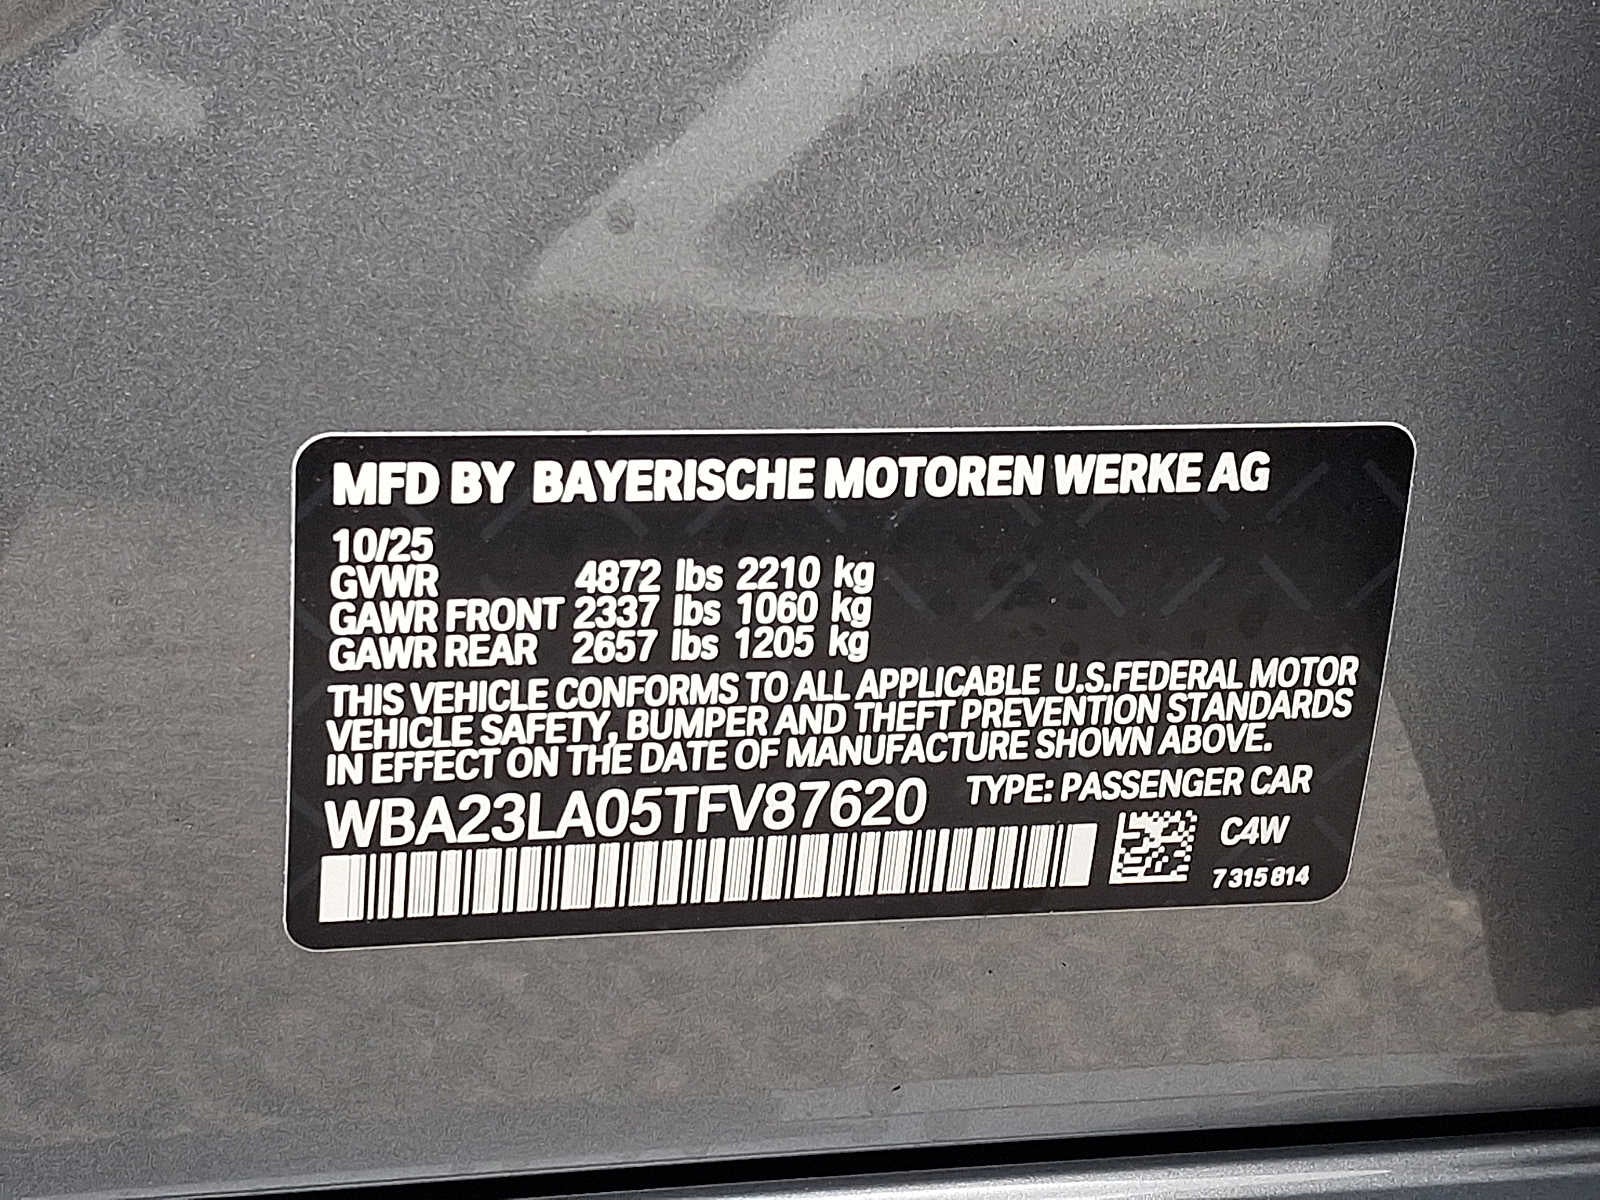 MFD BY BAYERISCHE MOTOREN WERKE AG
10/25
GVWR 4872 lbs 2210 kg
GAWR FRONT 2337 lbs 1060 kg
GAWR REAR 2657 lbs 1205 kg
THIS VEHICLE CONFORMS TO ALL APPLICABLE U.S.FEDERAL MOTOR
VEHICLE SAFETY, BUMPER AND THEFT PREVENTION STANDARDS
IN EFFECT ON THE DATE OF MANUFACTURE SHOWN ABOVE.
WBA23LA05TFV87620 TYPE: PASSENGER CAR
C4W
7 315 814